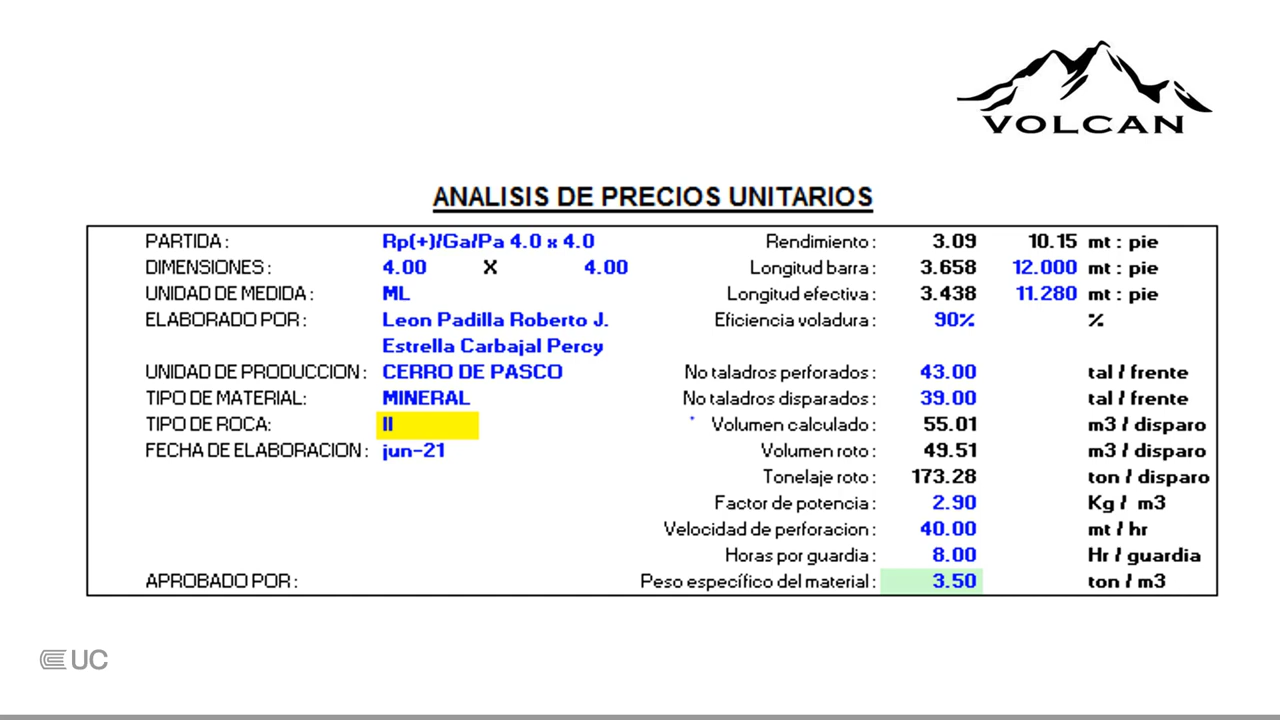 VOLCAN
ANALISIS DE PRECIOS UNITARIOS
PARTIDA : Rp(+)/Ga/Pa 4.0 x 4.0 Rendimiento : 3.09 10.15 mt : pie
DIMENSIONES : 4.00 X 4.00 Longitud barra : 3.658 12.000 mt : pie
UNIDAD DE MEDIDA : ML Longitud efectiva : 3.438 11.280 mt : pie
ELABORADO POR : Leon Padilla Roberto J. Eficiencia voladura : 90% %
Estrella Carbajal Percy
UNIDAD DE PRODUCCION : CERRO DE PASCO No taladros perforados : 43.00 tal / frente
TIPO DE MATERIAL: MINERAL No taladros disparados : 39.00 tal / frente
TIPO DE ROCA: II Volumen calculado : 55.01 m3 / disparo
FECHA DE ELABORACION : jun-21 Volumen roto : 49.51 m3 / disparo
Tonelaje roto : 173.28 ton / disparo
Factor de potencia : 2.90 Kg / m3
Velocidad de perforacion : 40.00 mt / hr
Horas por guardia : 8.00 Hr / guardia
APROBADO POR : Peso específico del material : 3.50 ton / m3
UC